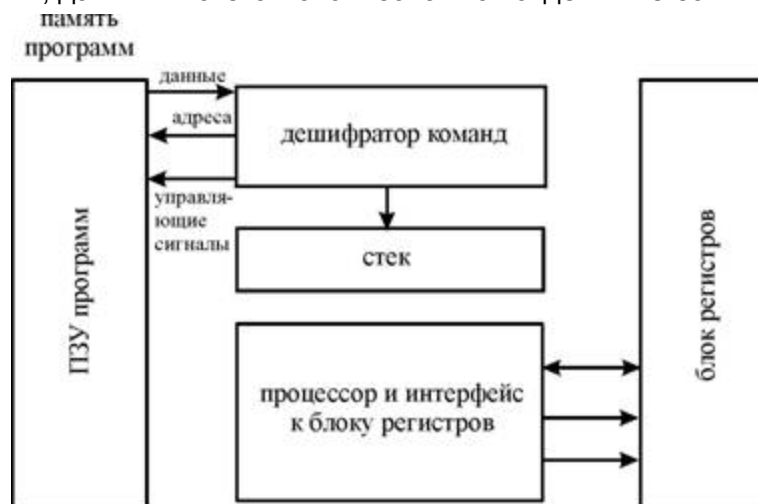 память
программ
данные
адреса
управля-
ющие
сигналы
дешифратор команд
стек
процессор и интерфейс
к блоку регистров
ПЗУ программ
блок регистров